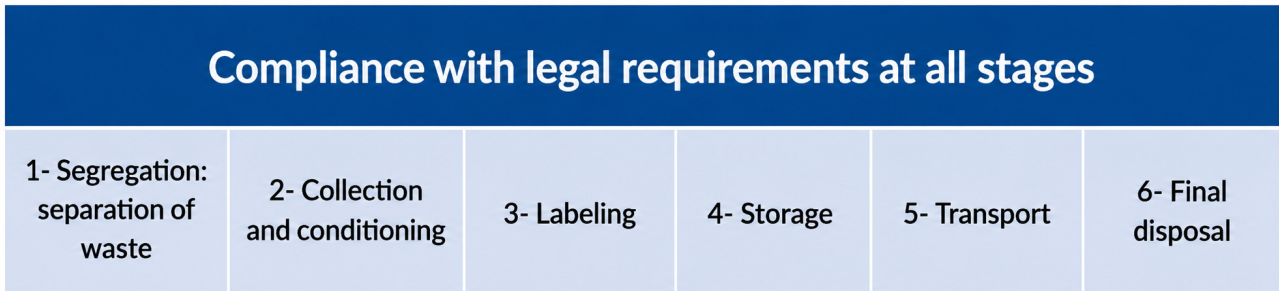 Compliance with legal requirements at all stages
1- Segregation:
separation of
waste
2- Collection
and conditioning
3- Labeling
4- Storage
5- Transport
6- Final
disposal